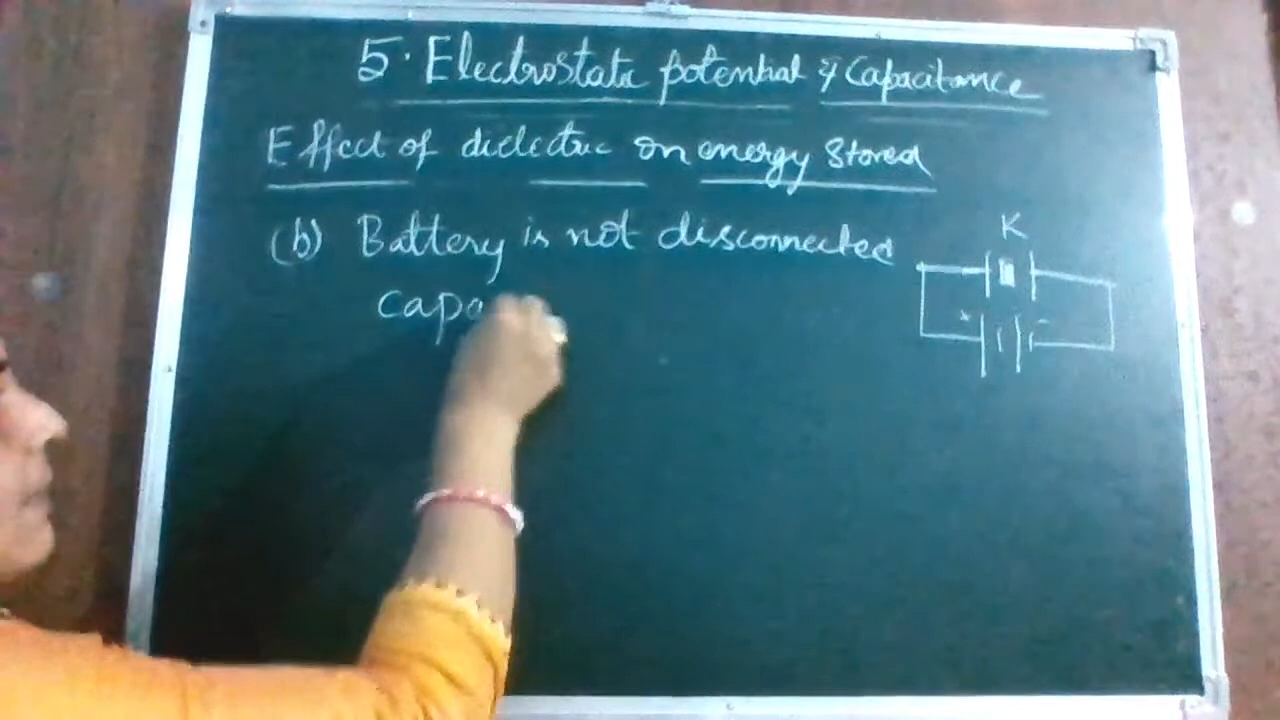 5. Electrostatic potential & Capacitance
Effect of dielectric on energy stored
(b) Battery is not disconnected
K
capa